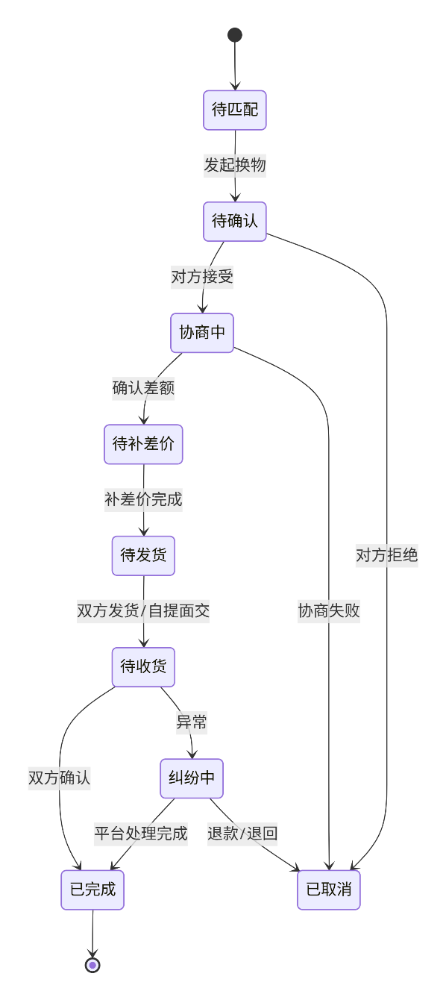 待匹配
发起换物
待确认
对方接受
协商中
确认差额
待补差价
补差价完成
待发货
对方拒绝
双方发货/自提面交
协商失败
待收货
异常
双方确认
纠纷中
平台处理完成
退款/退回
已完成
已取消